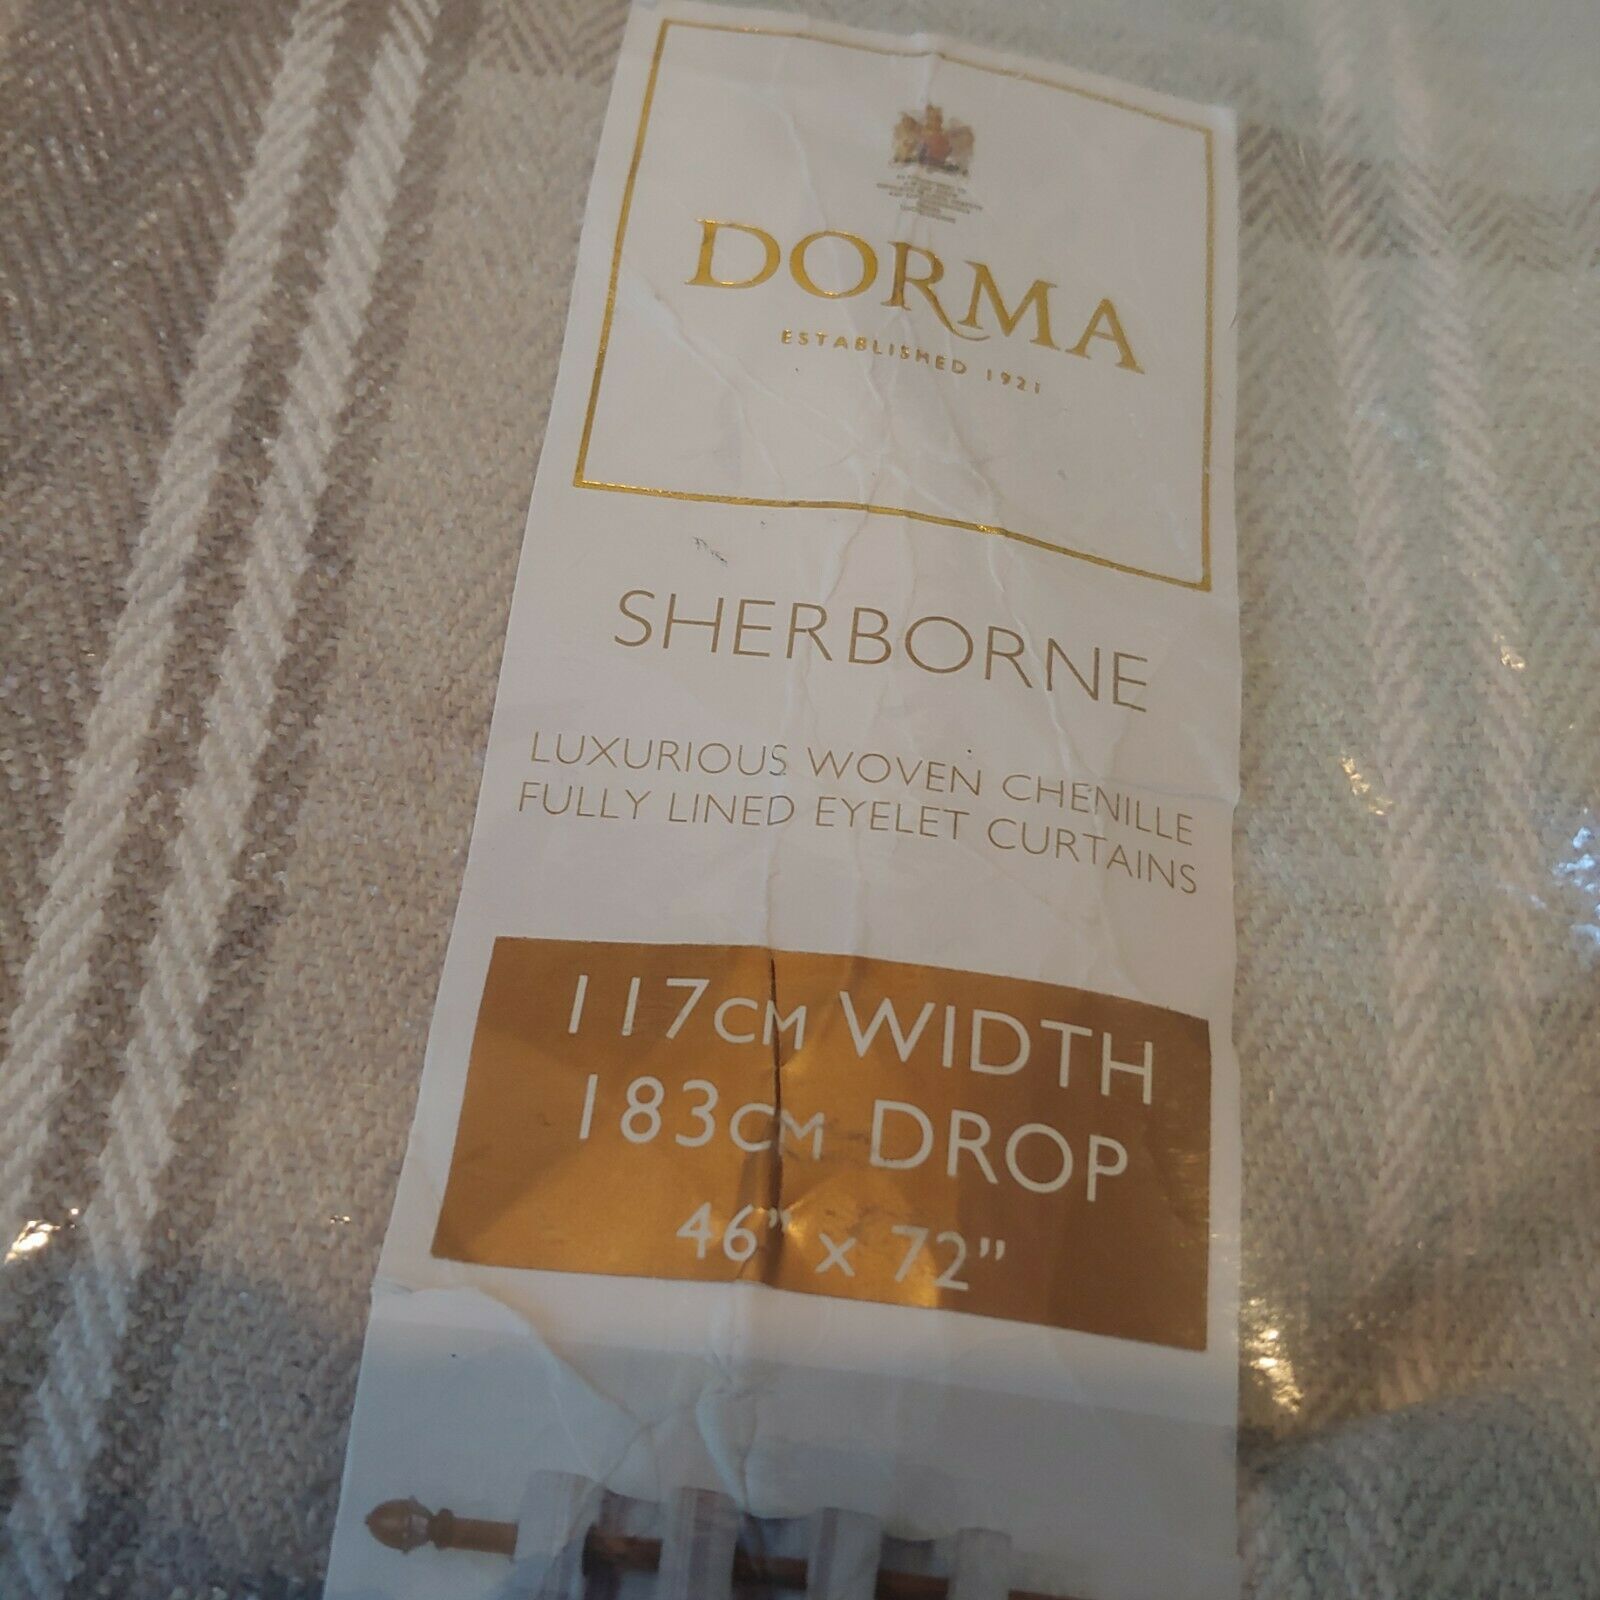 DORMA
ESTABLISHED 1921
SHERBORNE
LUXURIOUS WOVEN CHENILLE
FULLY LINED EYELET CURTAINS
117CM WIDTH
183CM DROP
46" x 72"